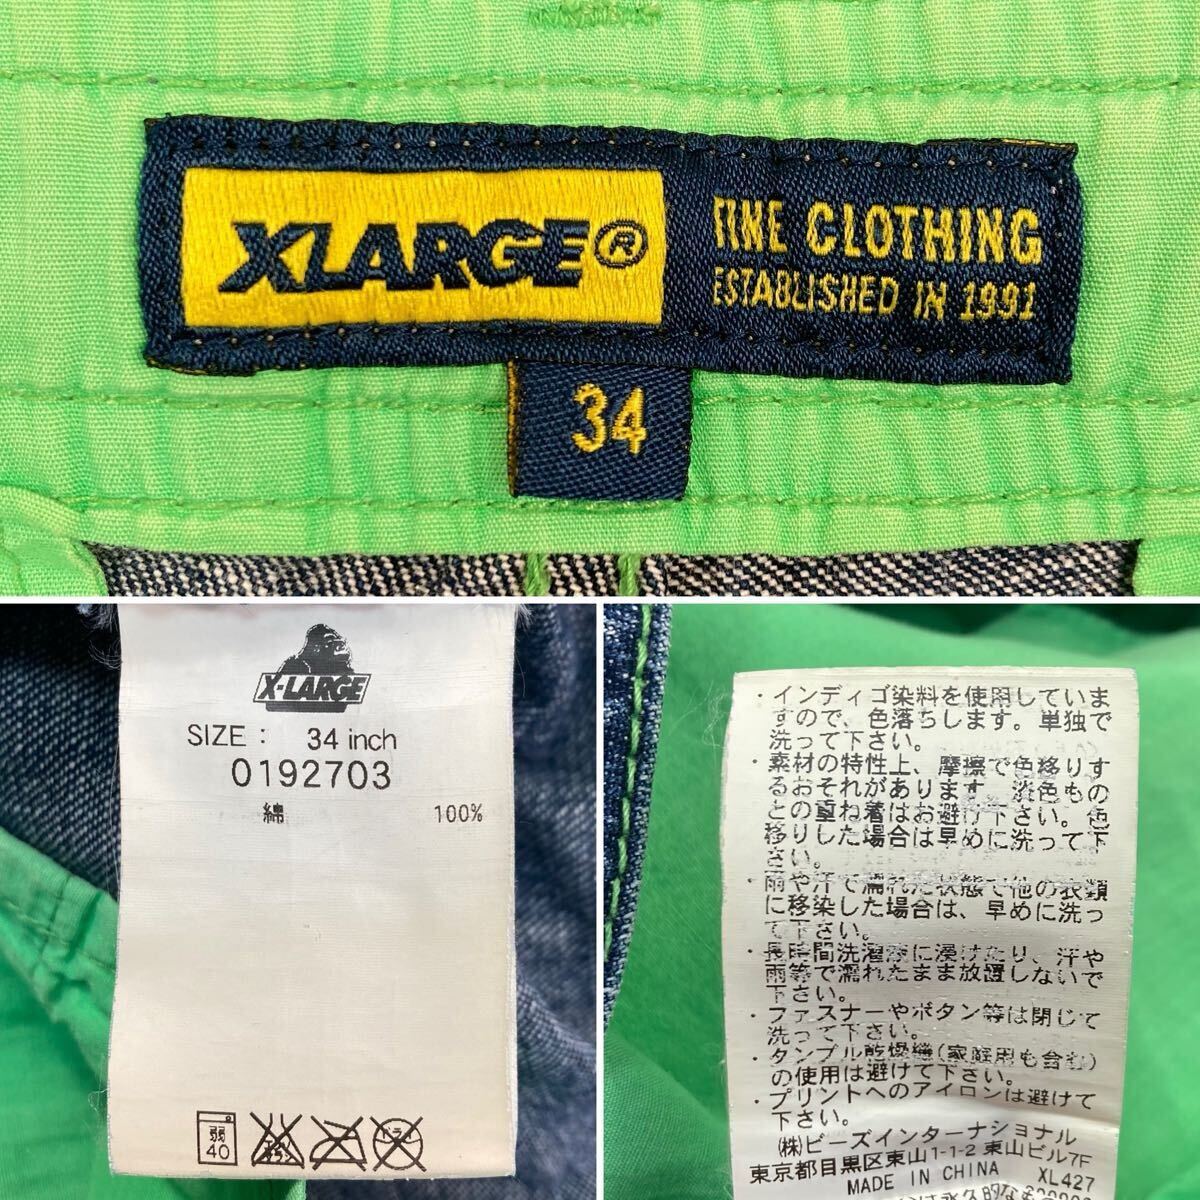 XLARGE®
FINE CLOTHING
ESTABLISHED IN 1991
34
X-LARGE
SIZE : 34 inch
0192703
綿 100%
弱
40
・インディゴ染料を使用していま
すので、色落ちします。単独で
洗って下さい。
・素材の特性上、摩擦で色移りす
るおそれがあります。淡色もの
との重ね着はお避け下さい。色
移りした場合は早めに洗って下
さい。
・雨や汗で濡れた状態で他の衣類
に移染した場合は、早めに洗っ
て下さい。
・長時間洗濯液に浸けたり、汗や
雨等で濡れたまま放置しないで
下さい。
・ファスナーやボタン等は閉じて
洗って下さい。
・タンブル乾燥機(家庭用も含む)
の使用は避けて下さい。
・プリントへのアイロンは避けて
下さい。
(株)ビーズインターナショナル
東京都目黒区東山1-1-2 東山ビル7F
MADE IN CHINA XL427